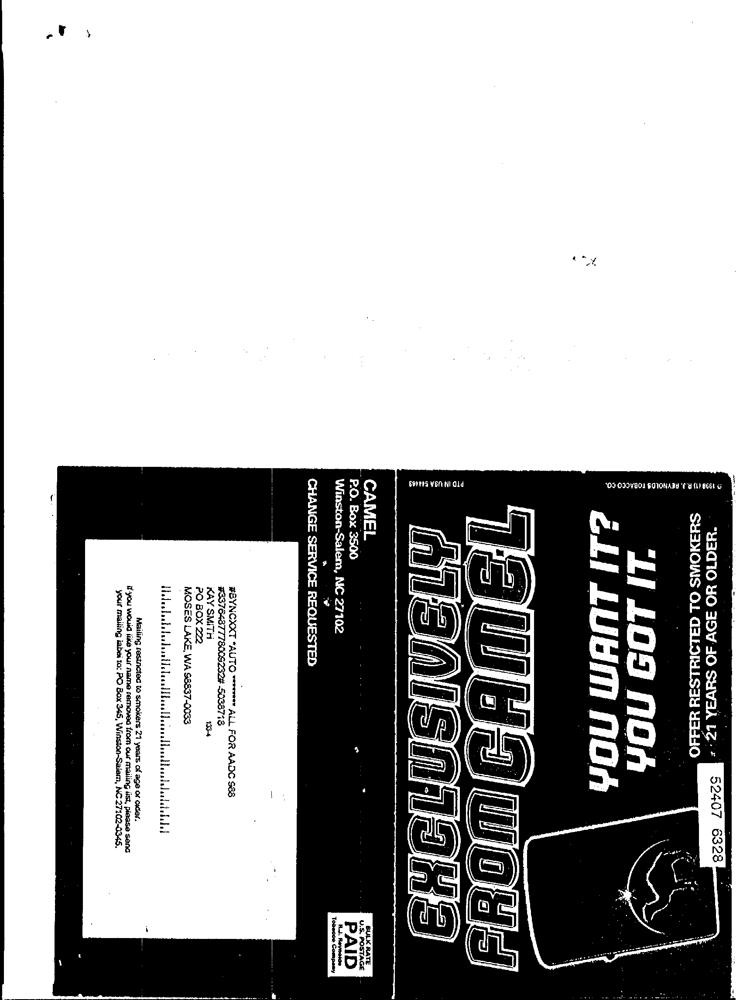 © 1998 (1) R. J. REYNOLDS TOBACCO CO.
PTD IN USA 544463
OFFER RESTRICTED TO SMOKERS
21 YEARS OF AGE OR OLDER.
52407 6328
YOU WANT IT?
YOU GOT IT.
EXCLUSIVELY
FROM CAMEL
CAMEL
P.O. Box 3500
Winston-Salem, NC 27102
CHANGE SERVICE REQUESTED
BULK RATE
U.S. POSTAGE
PAID
R.J. Reynolds
Tobacco Company
#BYNCXXT *AUTO ******** ALL FOR AADC 988
KAY SMITH
PO BOX 222
MOSES LAKE, WA 98837-0033
Mailing restricted to smokers 21 years of age or older.
If you would like your name removed from our mailing list, please send
your mailing label to: PO Box 345, Winston-Salem, NC 27102-0345.